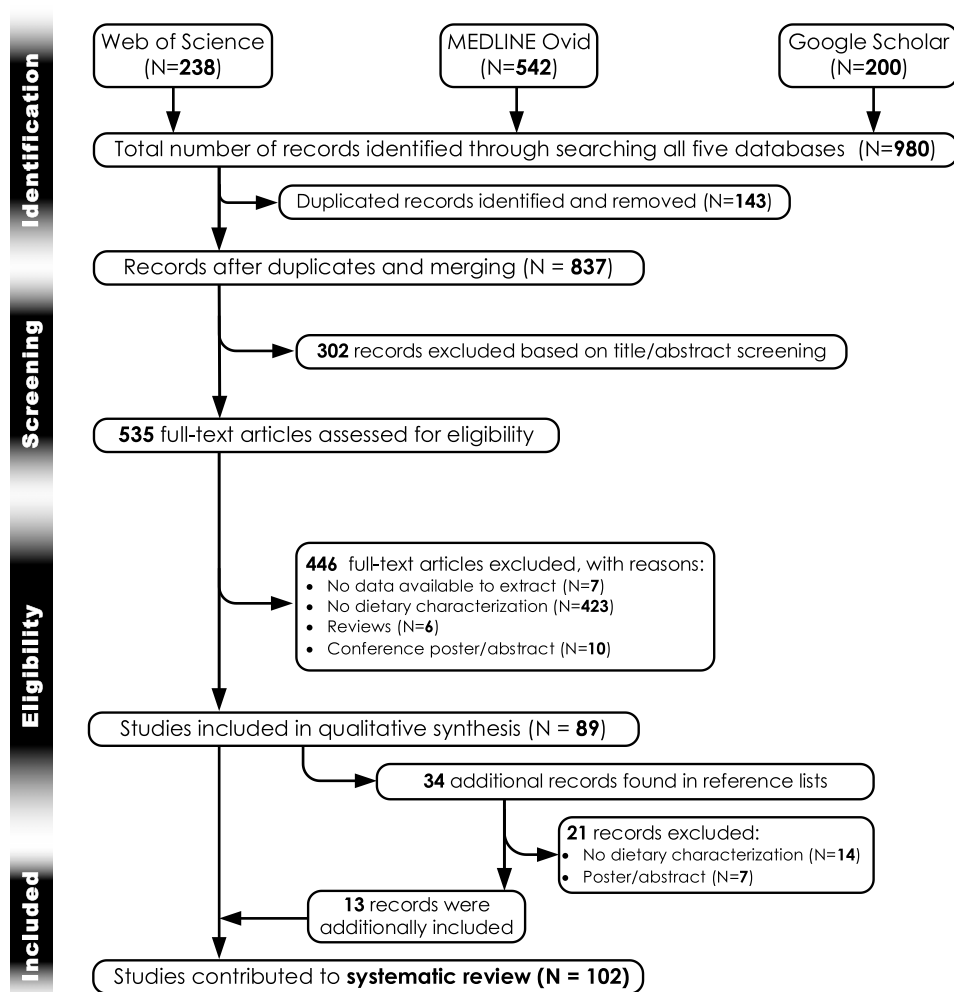 Identification
Web of Science
(N=238)
MEDLINE Ovid
(N=542)
Google Scholar
(N=200)
Total number of records identified through searching all five databases (N=980)
Duplicated records identified and removed (N=143)
Records after duplicates and merging (N = 837)
Screening
302 records excluded based on title/abstract screening
535 full-text articles assessed for eligibility
Eligibility
446 full-text articles excluded, with reasons:
• No data available to extract (N=7)
• No dietary characterization (N=423)
• Reviews (N=6)
• Conference poster/abstract (N=10)
Studies included in qualitative synthesis (N = 89)
34 additional records found in reference lists
21 records excluded:
• No dietary characterization (N=14)
• Poster/abstract (N=7)
Included
13 records were
additionally included
Studies contributed to systematic review (N = 102)